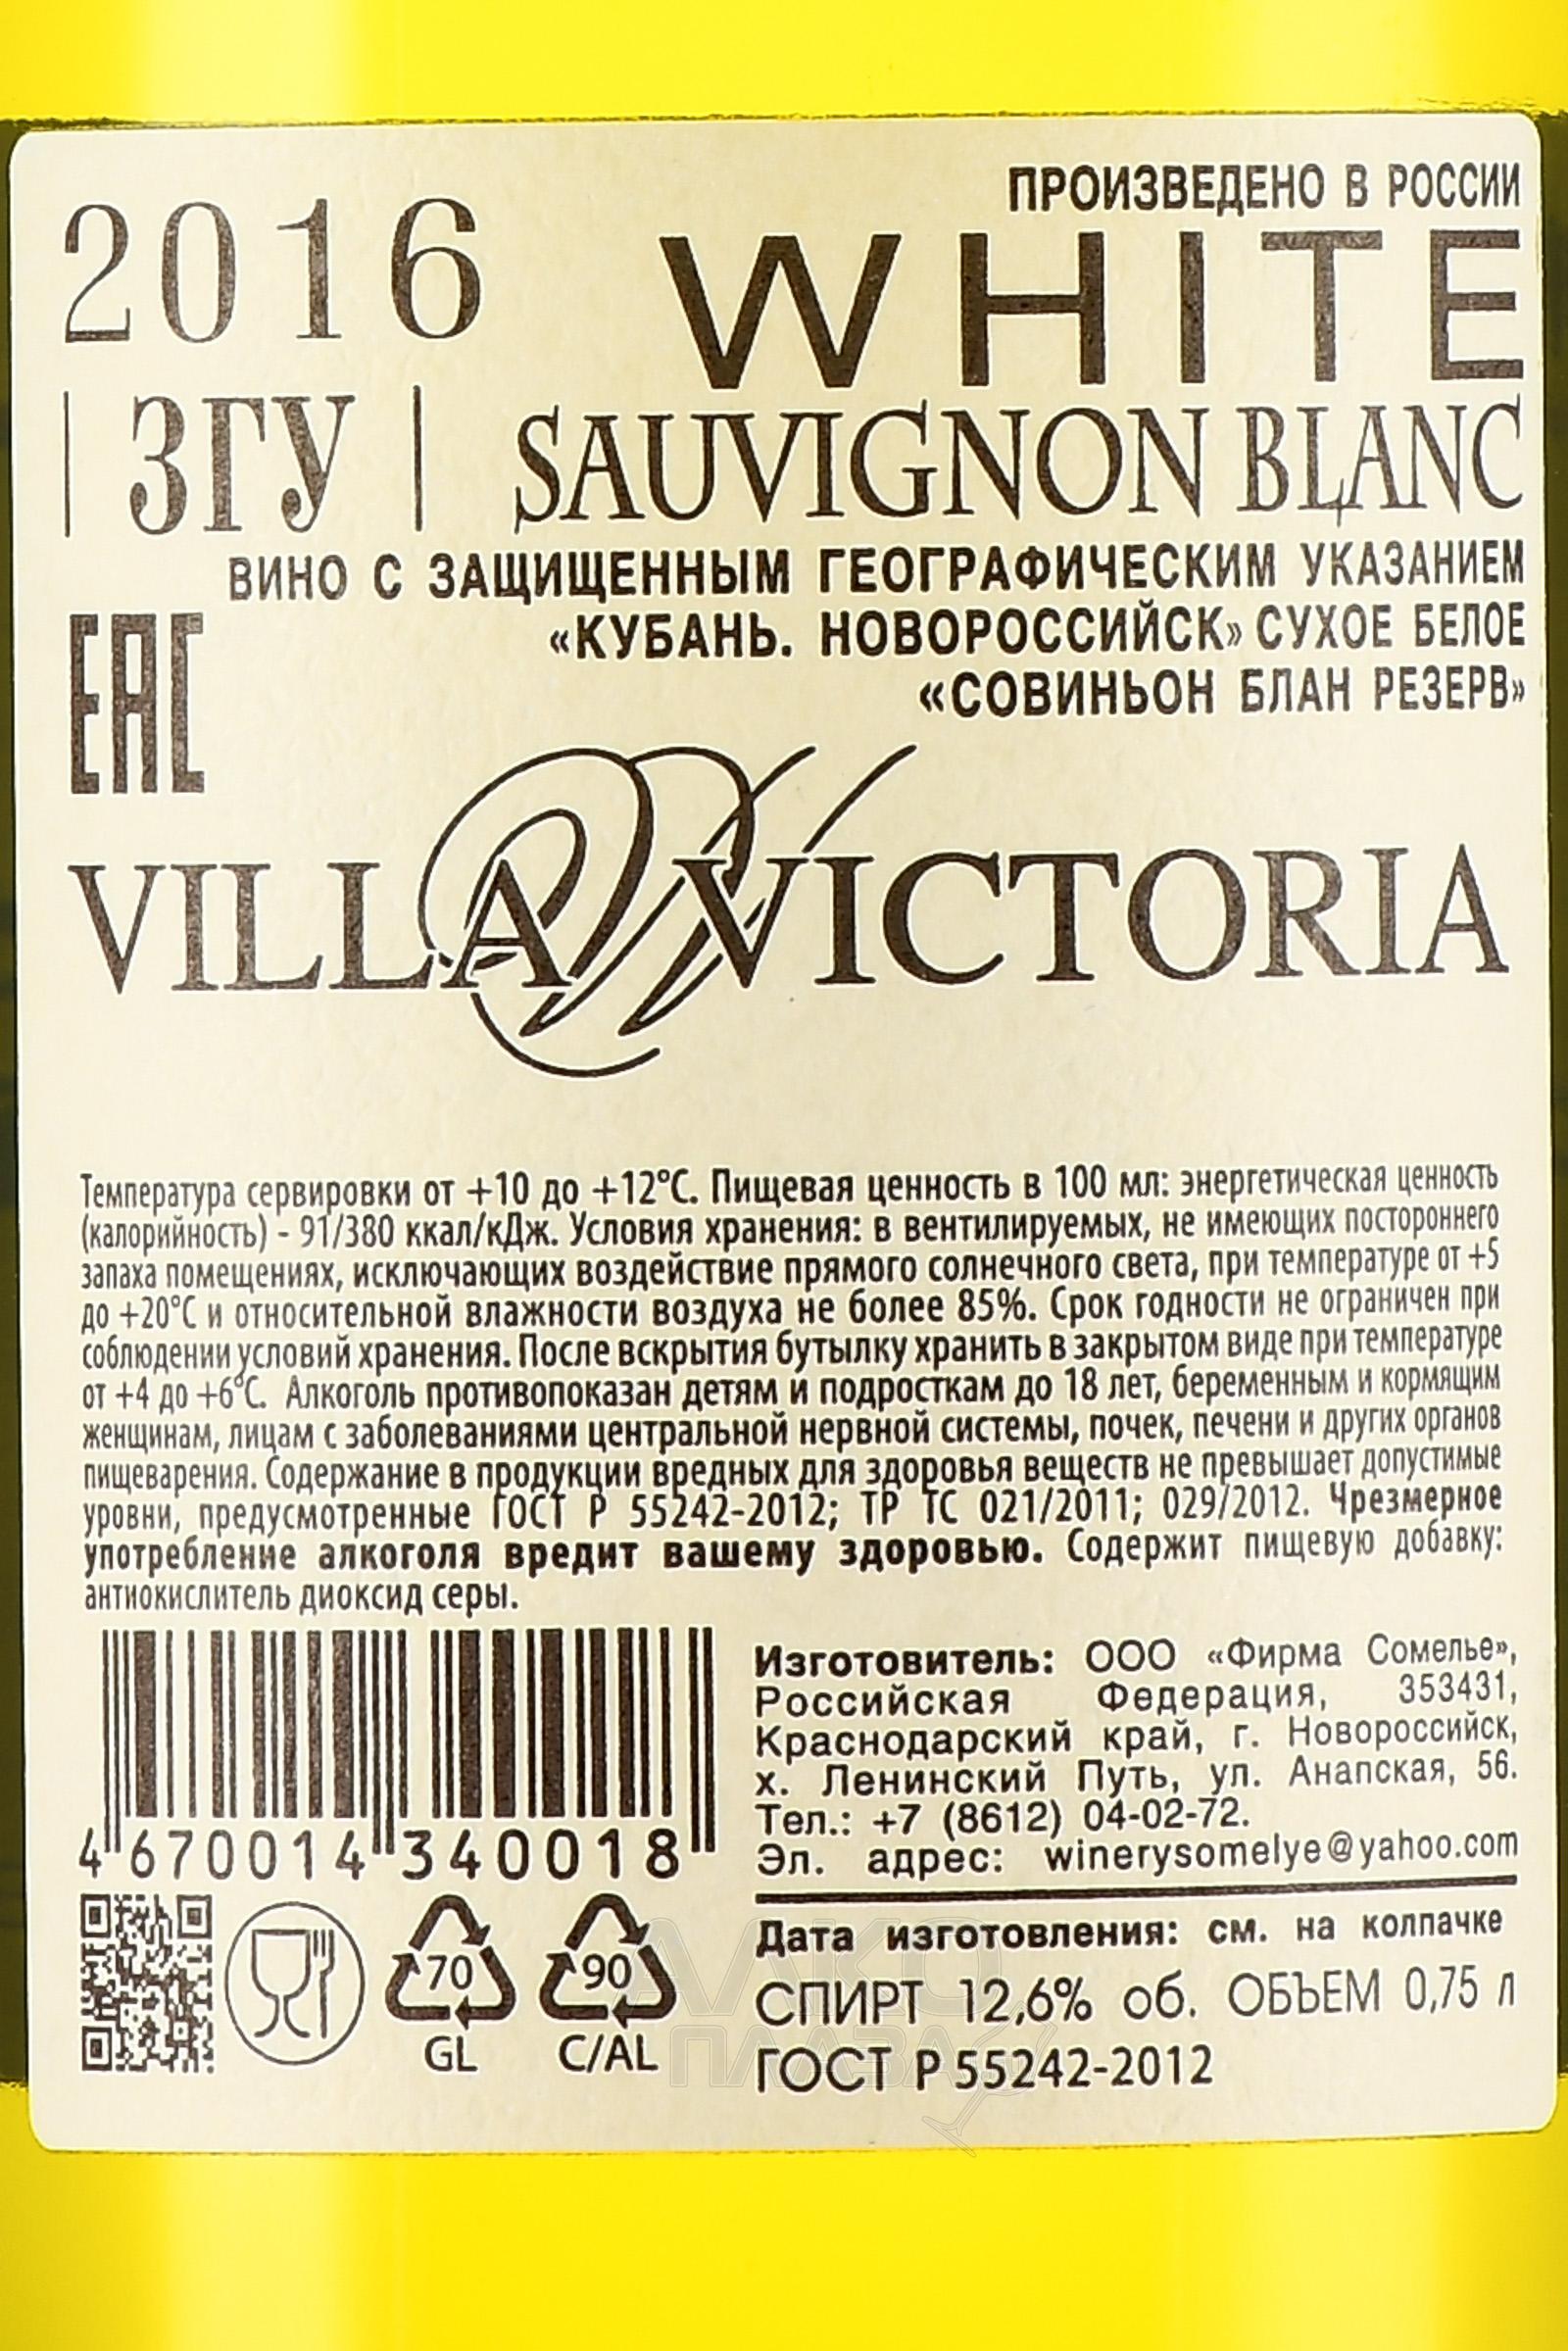 ПРОИЗВЕДЕНО В РОССИИ
2016
WHITE
ЗГУ
SAUVIGNON BLANC
ВИНО С ЗАЩИЩЕННЫМ ГЕОГРАФИЧЕСКИМ УКАЗАНИЕМ
«КУБАНЬ. НОВОРОССИЙСК» СУХОЕ БЕЛОЕ
«СОВИНЬОН БЛАН РЕЗЕРВ»
EAC
VILLA VICTORIA
Температура сервировки от +10 до +12°С. Пищевая ценность в 100 мл: энергетическая ценность
(калорийность) - 91/380 ккал/кДж. Условия хранения: в вентилируемых, не имеющих постороннего
запаха помещениях, исключающих воздействие прямого солнечного света, при температуре от +5
до +20°С и относительной влажности воздуха не более 85%. Срок годности не ограничен при
соблюдении условий хранения. После вскрытия бутылку хранить в закрытом виде при температуре
от +4 до +6°С. Алкоголь противопоказан детям и подросткам до 18 лет, беременным и кормящим
женщинам, лицам с заболеваниями центральной нервной системы, почек, печени и других органов
пищеварения. Содержание в продукции вредных для здоровья веществ не превышает допустимые
уровни, предусмотренные ГОСТ Р 55242-2012; ТР ТС 021/2011; 029/2012. Чрезмерное
употребление алкоголя вредит вашему здоровью. Содержит пищевую добавку:
антиокислитель диоксид серы.
Изготовитель: ООО «Фирма Сомелье»,
Российская Федерация, 353431,
Краснодарский край, г. Новороссийск,
х. Ленинский Путь, ул. Анапская, 56.
Тел.: +7 (8612) 04-02-72.
Эл. адрес: winerysomelye@yahoo.com
4 670014 340018
Дата изготовления: см. на колпачке
СПИРТ 12,6% об. ОБЪЕМ 0,75 л
ГОСТ Р 55242-2012
70
GL
90
C/AL
АЛКО
ПЛАЗА